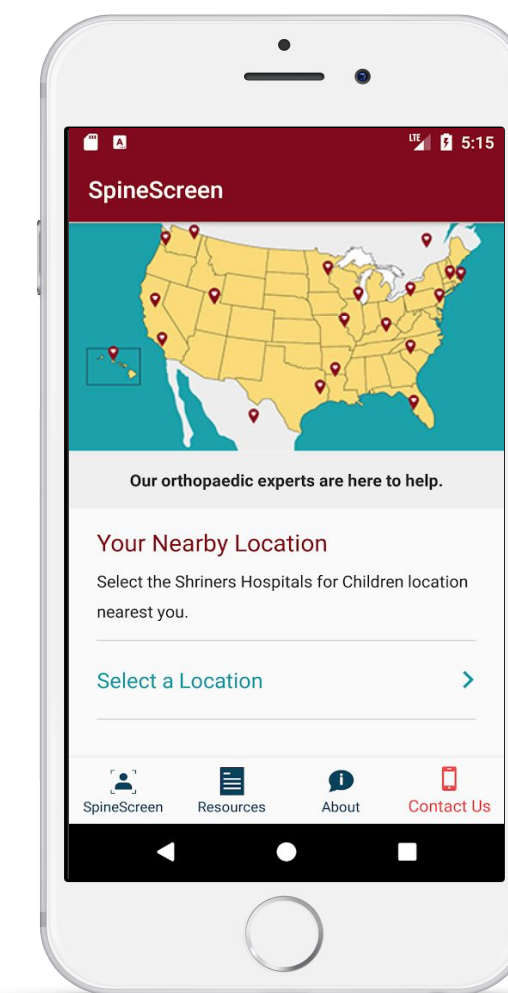 LTE 5:15
SpineScreen
Our orthopaedic experts are here to help.
Your Nearby Location
Select the Shriners Hospitals for Children location
nearest you.
Select a Location
SpineScreen Resources About Contact Us